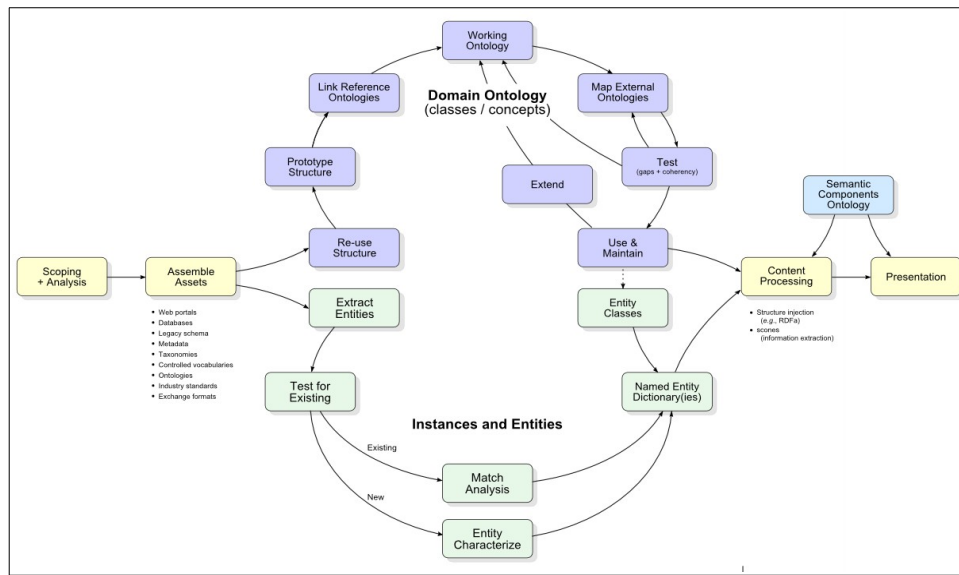 Working
Ontology
Link Reference
Ontologies
Domain Ontology
(classes / concepts)
Map External
Ontologies
Prototype
Structure
Extend
Test
(gaps + coherency)
Semantic
Components
Ontology
Re-use
Structure
Use &
Maintain
Scoping
+ Analysis
Assemble
Assets
Content
Processing
Presentation
Extract
Entities
Entity
Classes
• Web portals
• Databases
• Legacy schema
• Metadata
• Taxonomies
• Controlled vocabularies
• Ontologies
• Industry standards
• Exchange formats
• Structure injection
(e.g., RDFa)
• scones
(information extraction)
Test for
Existing
Named Entity
Dictionary(ies)
Instances and Entities
Existing
Match
Analysis
New
Entity
Characterize